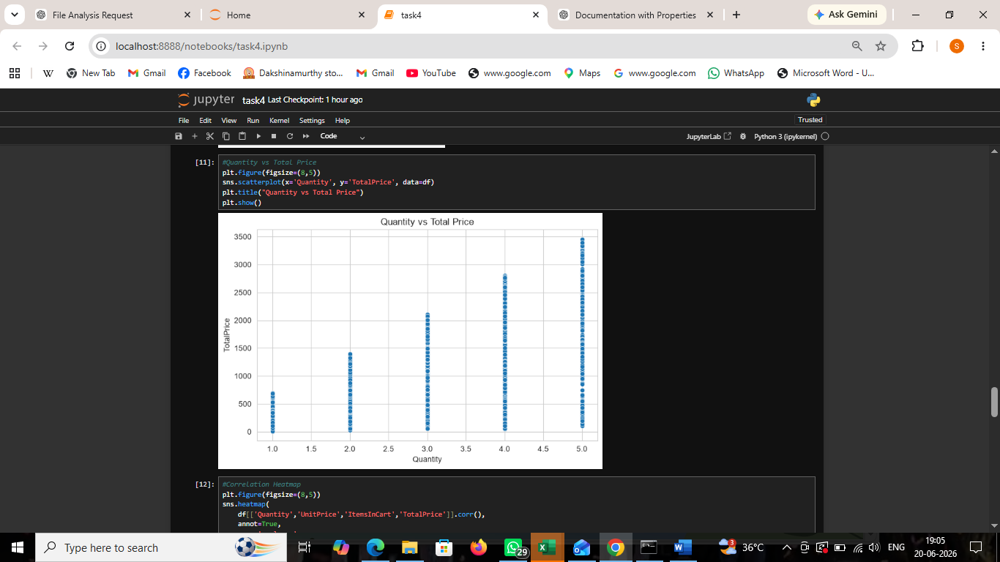 File Analysis Request
Home
task4
Documentation with Properties
Ask Gemini
localhost:8888/notebooks/task4.ipynb
S
W
New Tab
Gmail
Facebook
Dakshinamurthy sto...
Gmail
YouTube
www.google.com
Maps
www.google.com
WhatsApp
Microsoft Word - U...
jupyter task4 Last Checkpoint: 1 hour ago
File Edit View Run Kernel Settings Help
Trusted
Code
JupyterLab
Python 3 (ipykernel)
[11]:
#Quantity vs Total Price
plt.figure(figsize=(8,5))
sns.scatterplot(x='Quantity', y='TotalPrice', data=df)
plt.title("Quantity vs Total Price")
plt.show()
Quantity vs Total Price
3500
3000
2500
2000
1500
1000
500
0
TotalPrice
1.0 1.5 2.0 2.5 3.0 3.5 4.0 4.5 5.0
Quantity
[12]:
#Correlation Heatmap
plt.figure(figsize=(8,5))
sns.heatmap(
df[['Quantity','UnitPrice','ItemsInCart','TotalPrice']].corr(),
annot=True,
Type here to search
29
3
36°C
ENG
19:05
20-06-2026